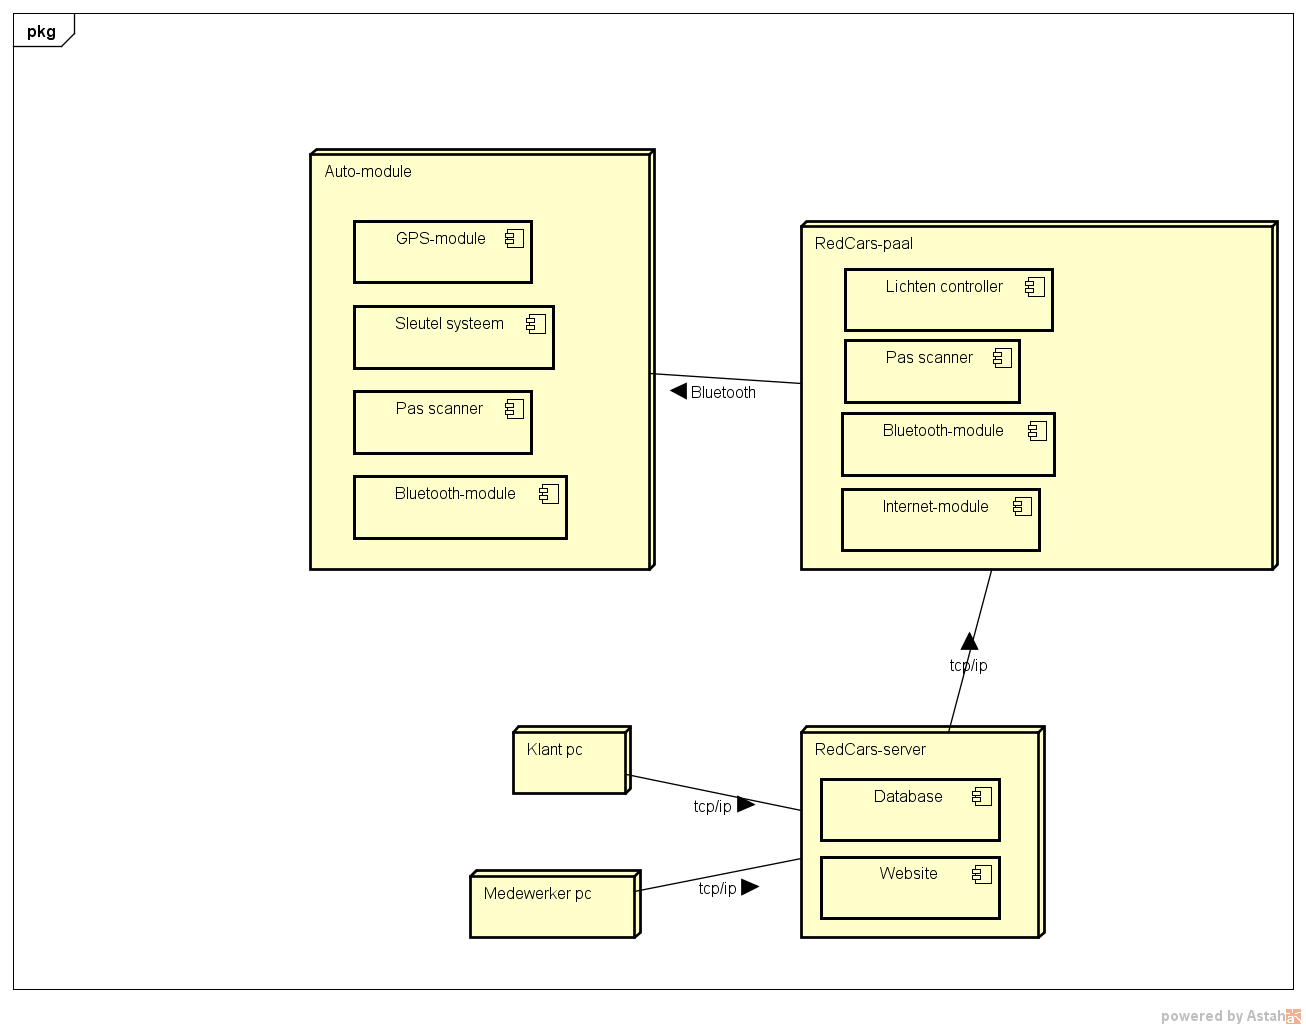 pkg
Auto-module
GPS-module
Sleutel systeem
Pas scanner
Bluetooth-module
◀ Bluetooth
RedCars-paal
Lichten controller
Pas scanner
Bluetooth-module
Internet-module
tcp/ip
Klant pc
tcp/ip
Medewerker pc
tcp/ip
RedCars-server
Database
Website
powered by Astah